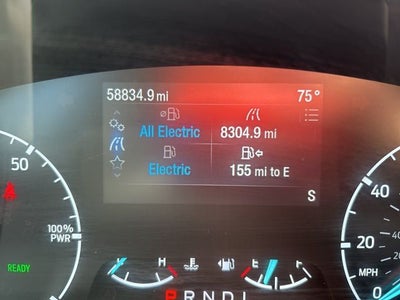 58834.9 mi 75°
All Electric 8304.9 mi
Electric 155 mi to E
S
50
100%
PWR
READY
H
E
40
20
MPH
0
R N D L